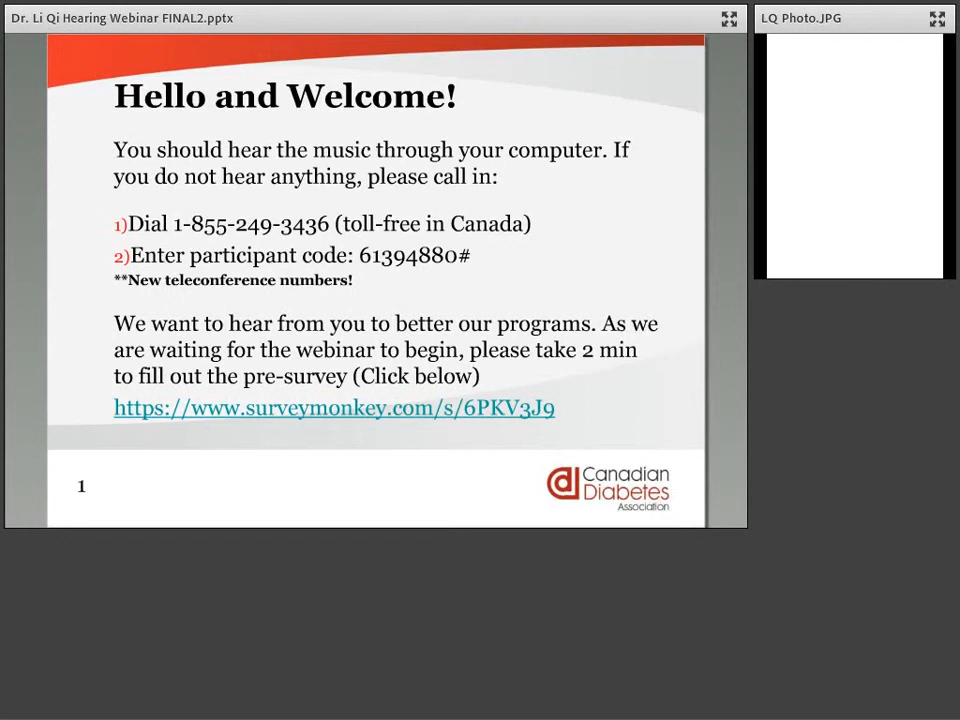 Dr. Li Qi Hearing Webinar FINAL2.pptx
LQ Photo.JPG
Hello and Welcome!
You should hear the music through your computer. If
you do not hear anything, please call in:
1)Dial 1-855-249-3436 (toll-free in Canada)
2)Enter participant code: 61394880#
**New teleconference numbers!
We want to hear from you to better our programs. As we
are waiting for the webinar to begin, please take 2 min
to fill out the pre-survey (Click below)
https://www.surveymonkey.com/s/6PKV3J9
1
Canadian
Diabetes
Association